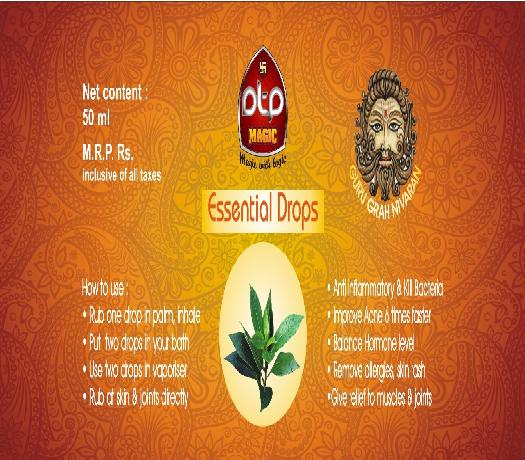 Net content :
50 ml
M.R.P. Rs.
inclusive of all taxes
卐
otp
MAGIC
Magic with logic
GURU GRAH NIVARAN
Essential Drops
How to use :
• Rub one drop in palm, inhale
• Put two drops in your bath
• Use two drops in vaporiser
• Rub at skin & joints directly
• Anti inflammatory & Kill Bacteria
• Improve Acne 6 times faster
• Balance Hormone level
• Remove allergies, skin rash
•Give relief to muscles & joints